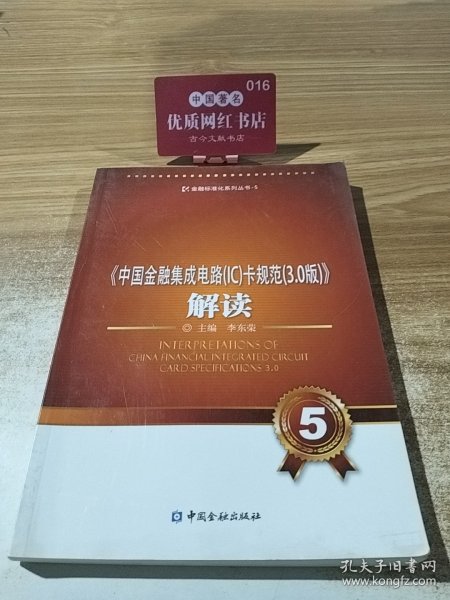 016
中国著名
优质网红书店
古今文献书店
金融标准化系列丛书·5
《中国金融集成电路(IC)卡规范(3.0版)》
解读
◎ 主编 李东荣
INTERPRETATIONS OF
CHINA FINANCIAL INTEGRATED CIRCUIT
CARD SPECIFICATIONS 3.0
5
中国金融出版社
孔夫子旧书网
www.kongfz.com